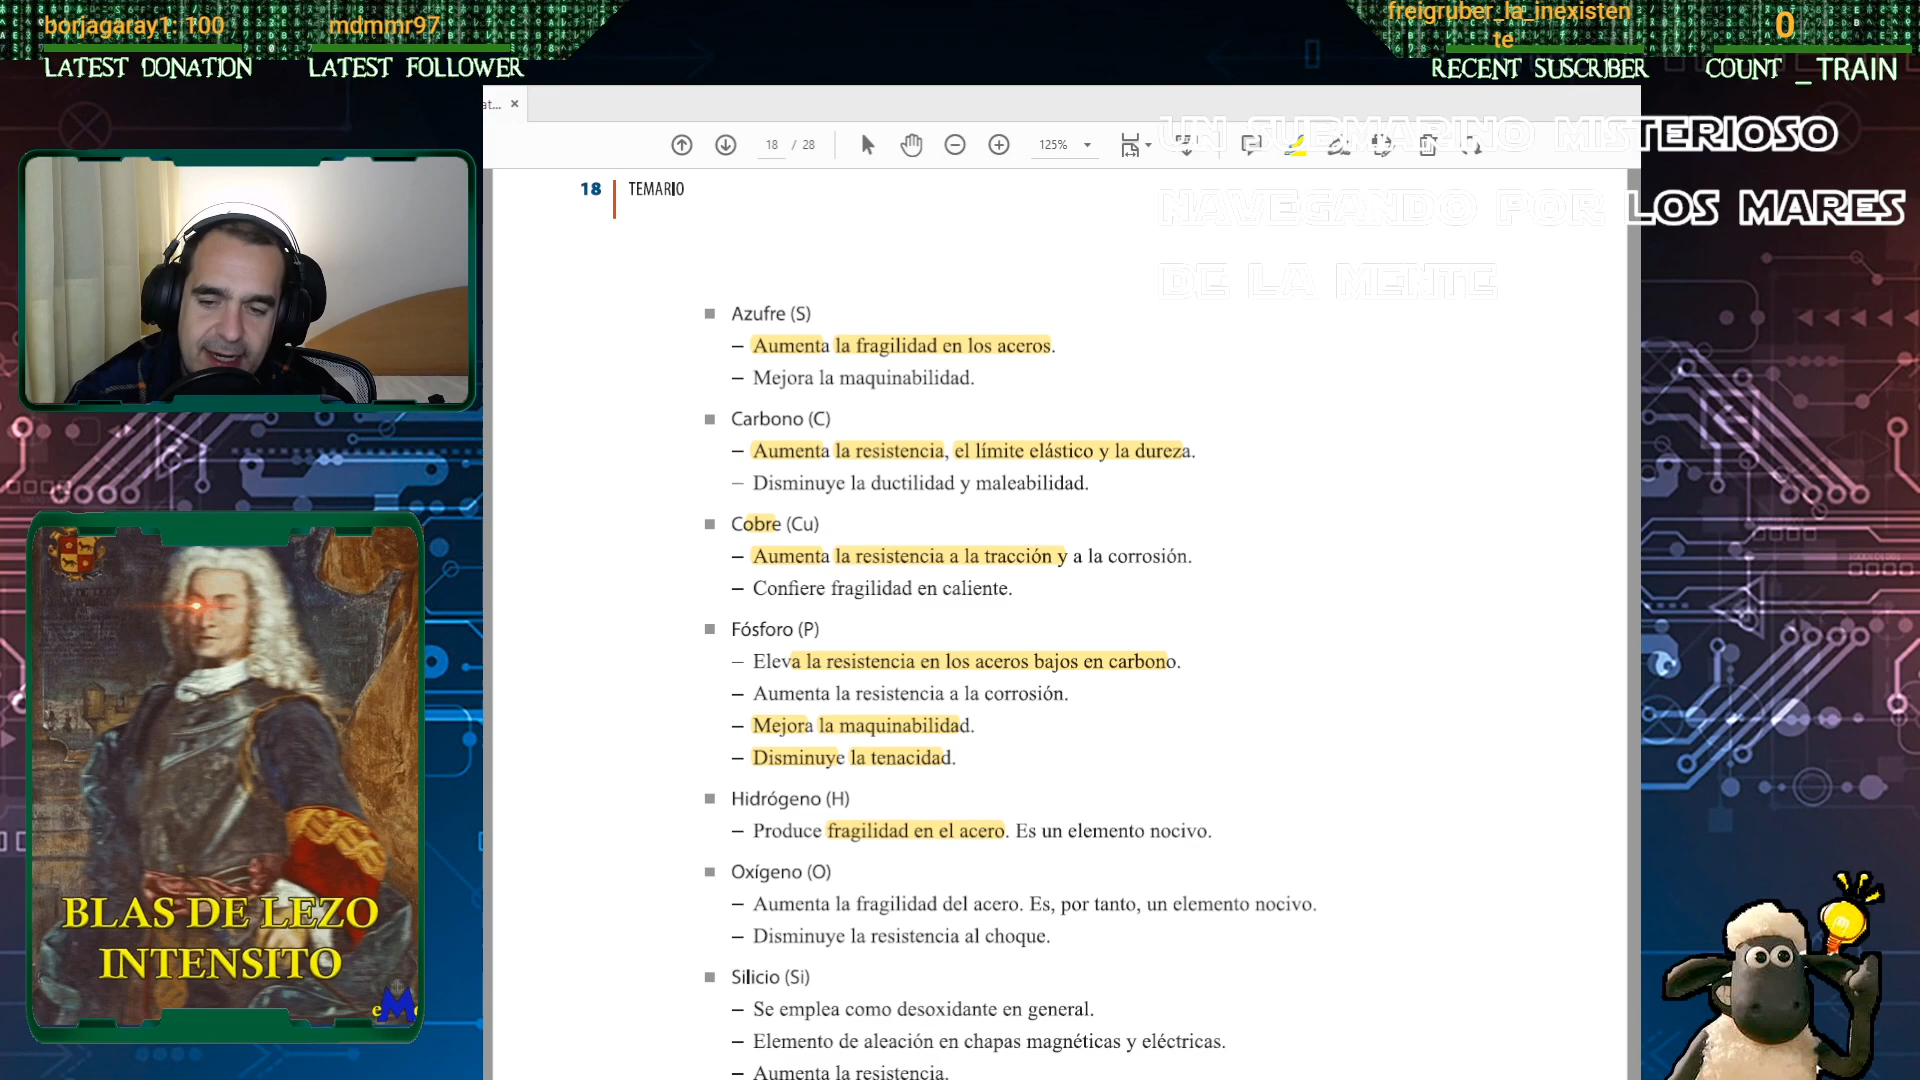 borjagaray1: 100
LATEST DONATION
mdmmr97
LATEST FOLLOWER
freigruber_la_inexisten
te
RECENT SUSCRIBER
0
COUNT _TRAIN
at... ×
18 / 28
125%
UN SUBMARINO MISTERIOSO
NAVEGANDO POR LOS MARES
DE LA MENTE
18 TEMARIO
Azufre (S)
– Aumenta la fragilidad en los aceros.
– Mejora la maquinabilidad.
Carbono (C)
– Aumenta la resistencia, el límite elástico y la dureza.
– Disminuye la ductilidad y maleabilidad.
Cobre (Cu)
– Aumenta la resistencia a la tracción y a la corrosión.
– Confiere fragilidad en caliente.
Fósforo (P)
– Eleva la resistencia en los aceros bajos en carbono.
– Aumenta la resistencia a la corrosión.
– Mejora la maquinabilidad.
– Disminuye la tenacidad.
Hidrógeno (H)
– Produce fragilidad en el acero. Es un elemento nocivo.
Oxígeno (O)
– Aumenta la fragilidad del acero. Es, por tanto, un elemento nocivo.
– Disminuye la resistencia al choque.
Silicio (Si)
– Se emplea como desoxidante en general.
– Elemento de aleación en chapas magnéticas y eléctricas.
– Aumenta la resistencia.
BLAS DE LEZO
INTENSITO